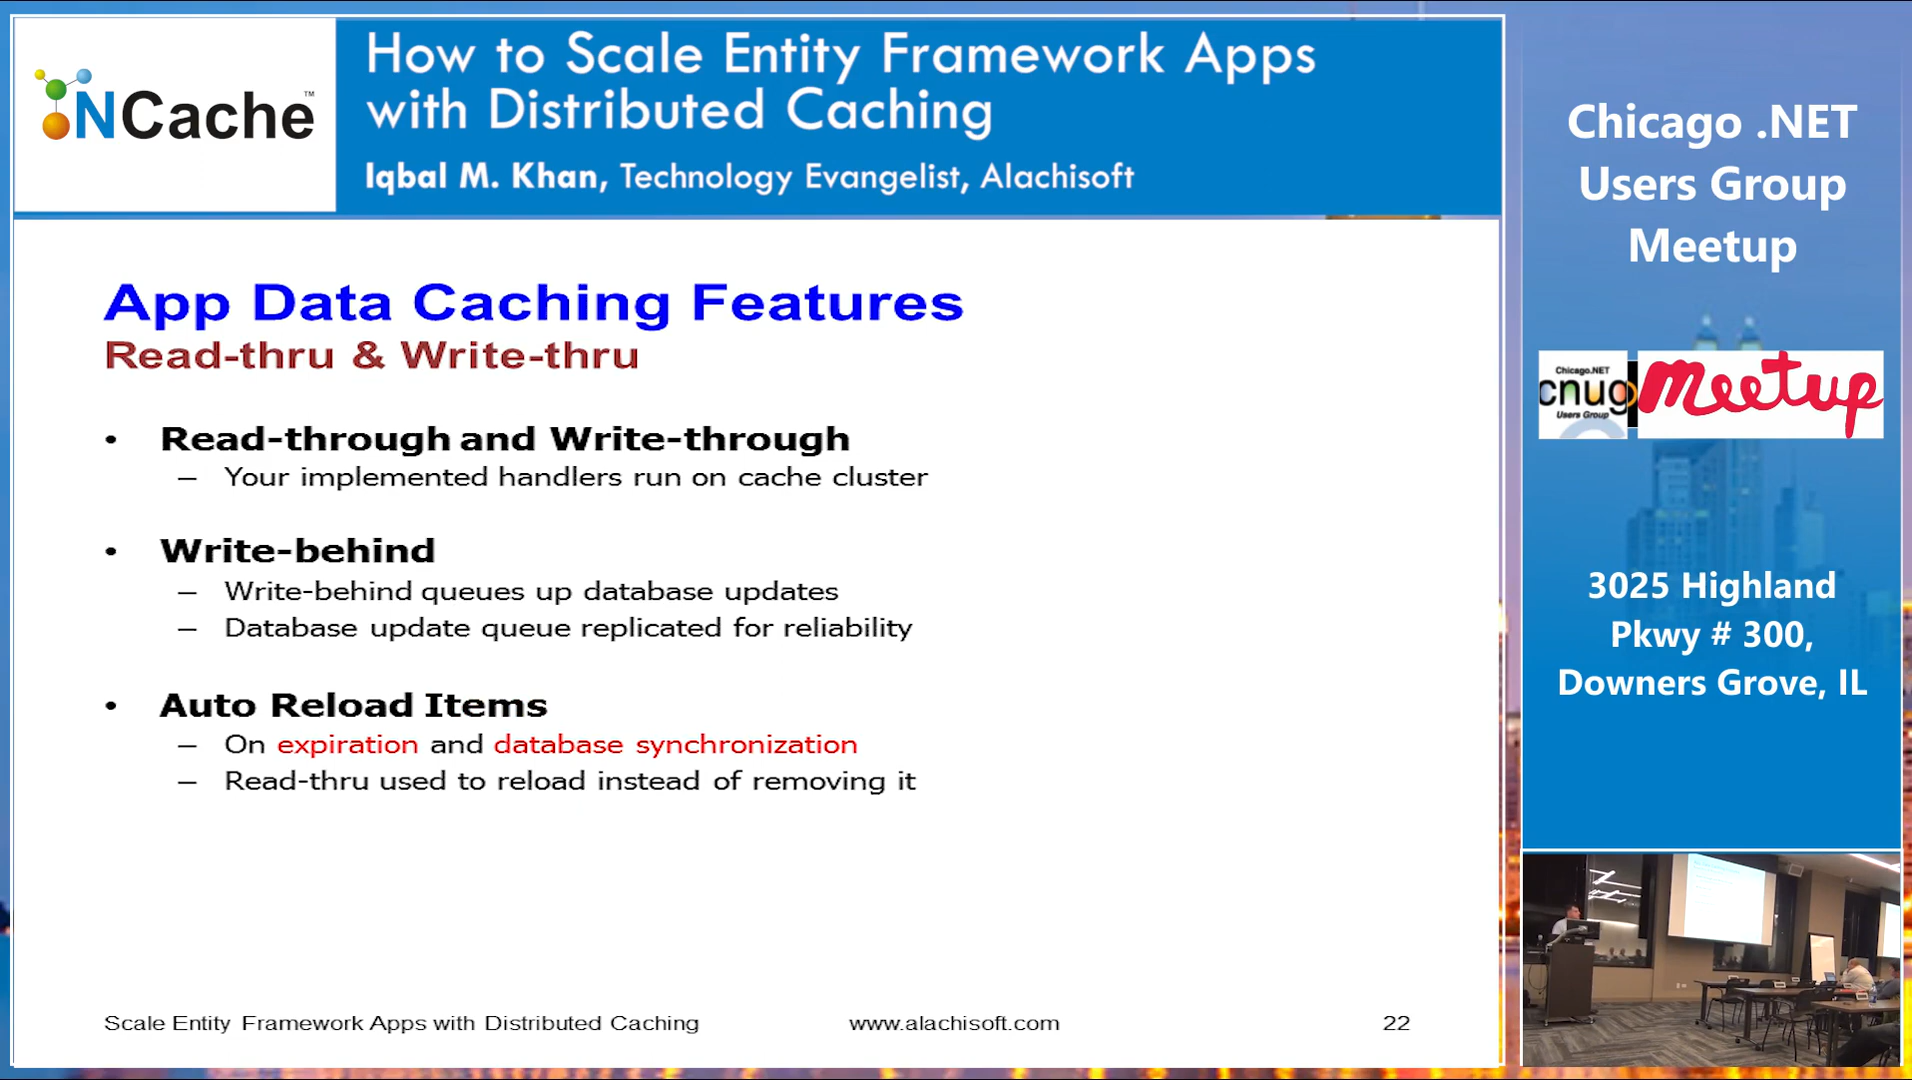 NCache™
How to Scale Entity Framework Apps
with Distributed Caching
Iqbal M. Khan, Technology Evangelist, Alachisoft
App Data Caching Features
Read-thru & Write-thru
• Read-through and Write-through
– Your implemented handlers run on cache cluster
• Write-behind
– Write-behind queues up database updates
– Database update queue replicated for reliability
• Auto Reload Items
– On expiration and database synchronization
– Read-thru used to reload instead of removing it
Scale Entity Framework Apps with Distributed Caching
www.alachisoft.com
22
Chicago .NET
Users Group
Meetup
Chicago.NET
cnug
Users Group
meetup
3025 Highland
Pkwy # 300,
Downers Grove, IL